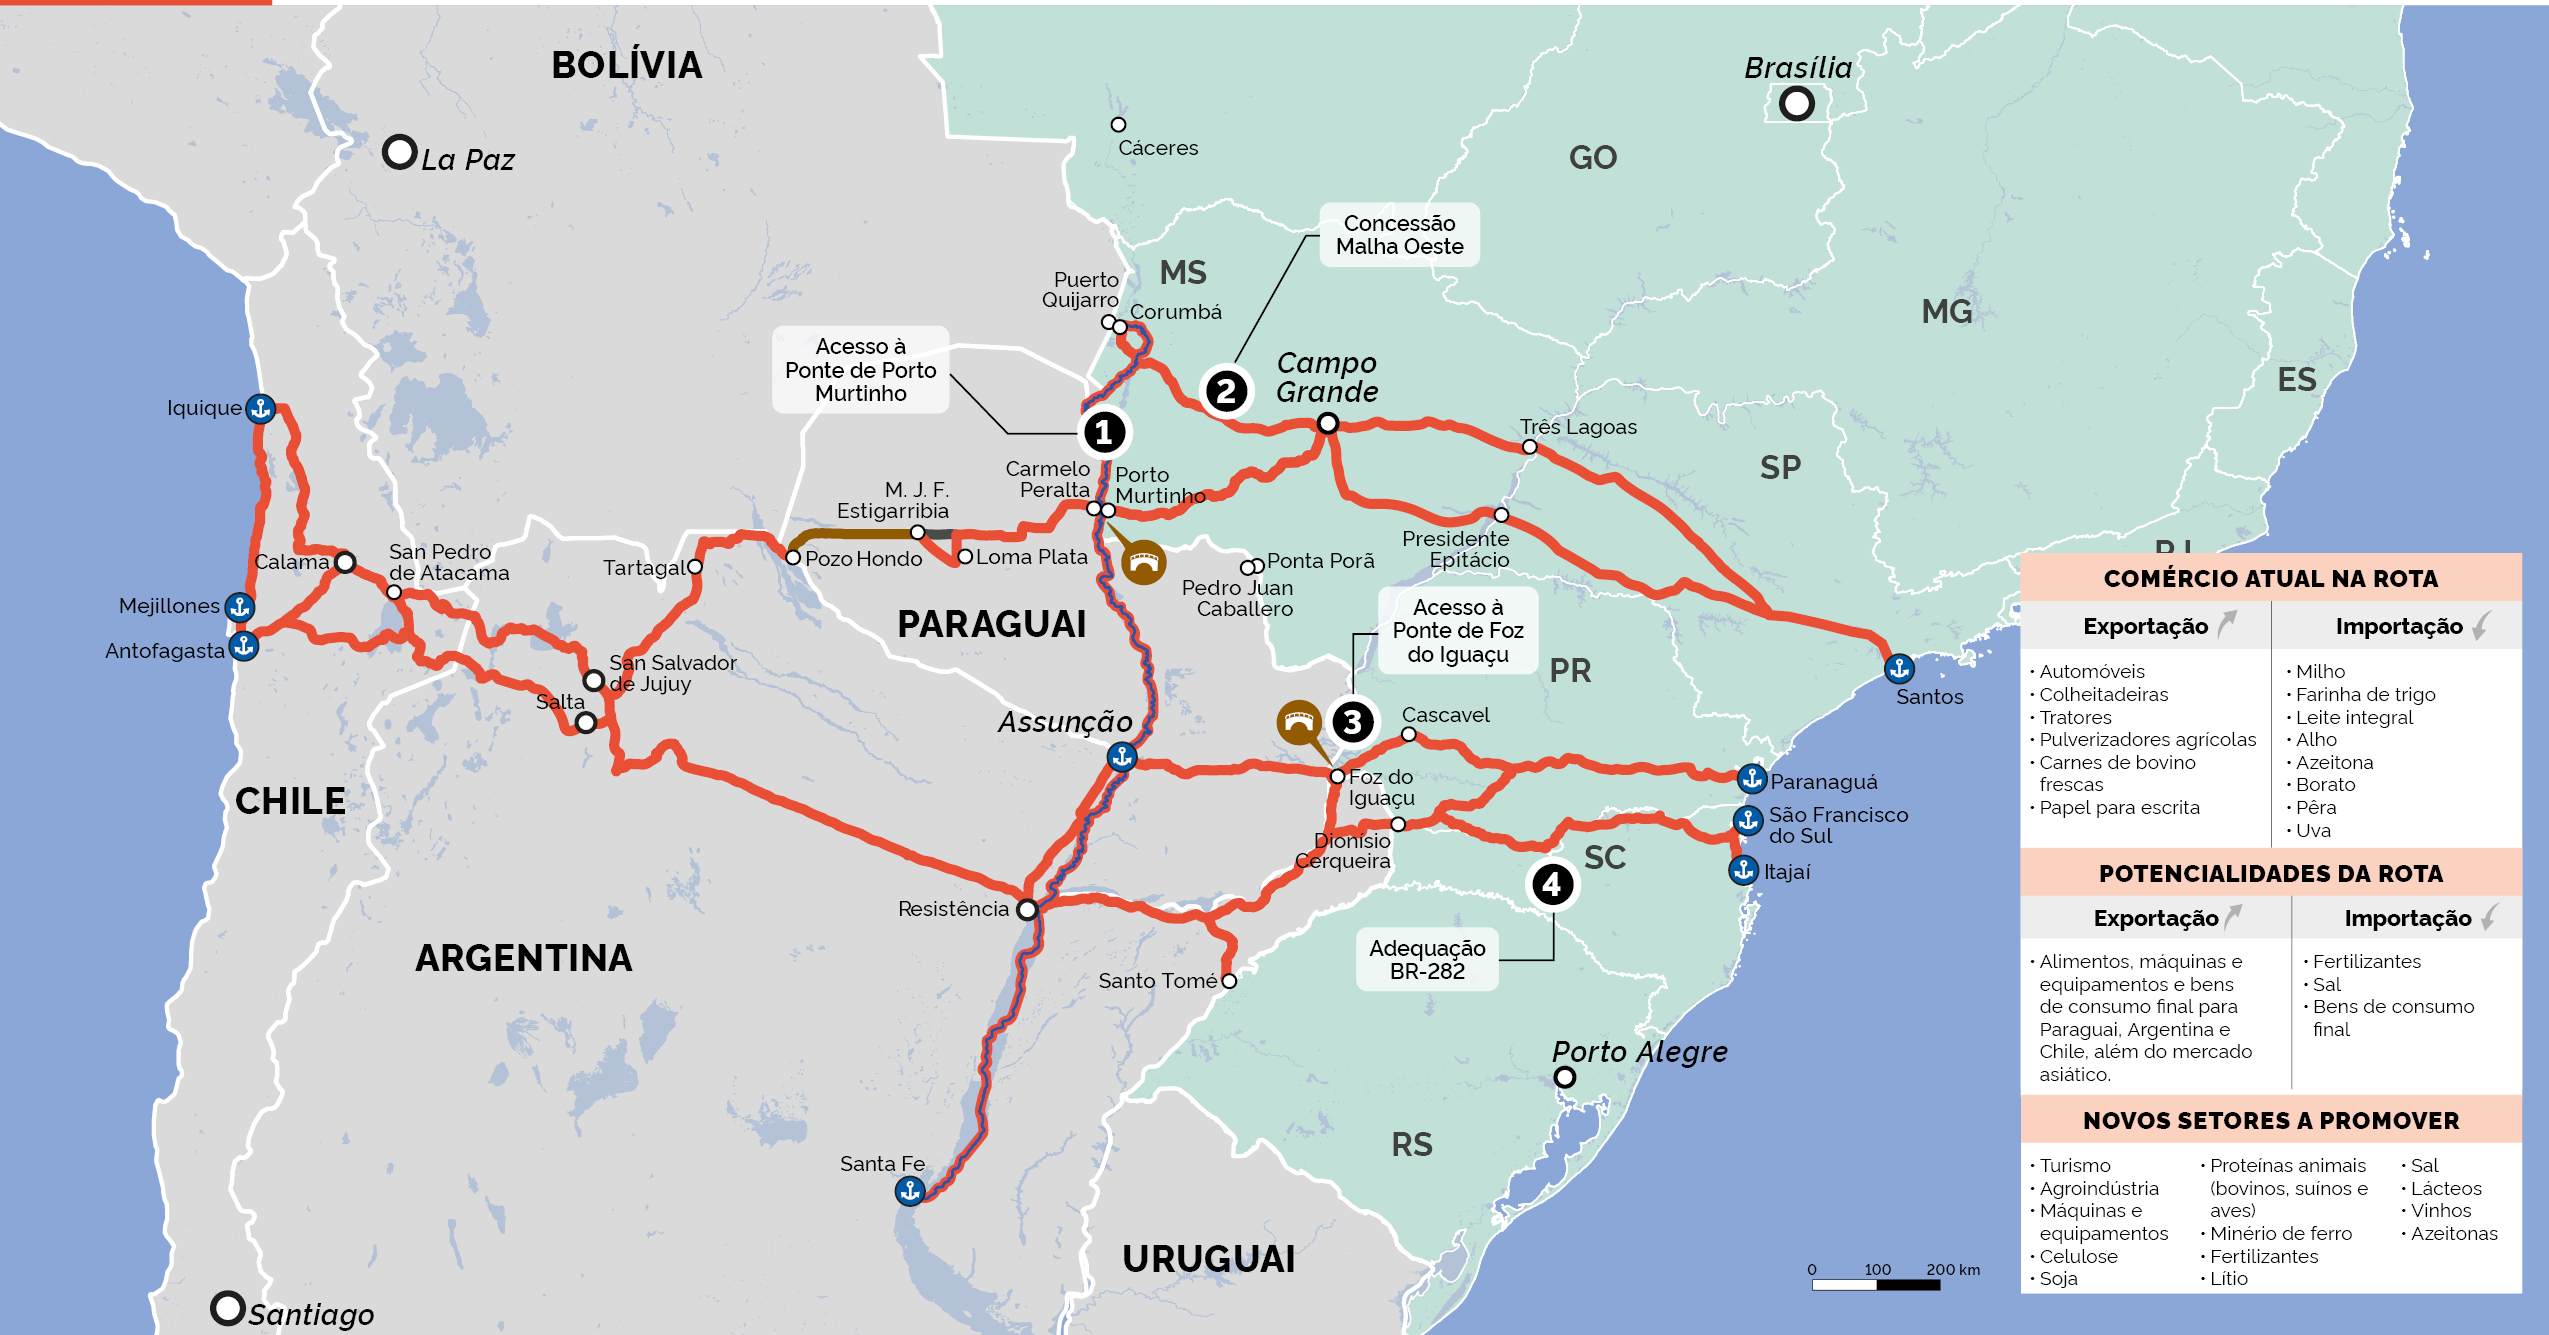 BOLÍVIA
Brasília
La Paz
Cáceres
GO
Concessão
Malha Oeste
MS
Puerto
Quijarro
Corumbá
MG
Acesso à
Ponte de Porto
Murtinho
Campo
Grande
ES
2
1
Iquique
Três Lagoas
SP
Carmelo
Peralta
Porto
Murtinho
M. J. F.
Estigarribia
Calama
San Pedro
de Atacama
Tartagal
Pozo Hondo
Loma Plata
Ponta Porã
Pedro Juan
Caballero
Presidente
Epitácio
Mejillones
Antofagasta
PARAGUAI
Acesso à
Ponte de Foz
do Iguaçu
PR
San Salvador
de Jujuy
Salta
Santos
Assunção
3
Cascavel
CHILE
Foz do
Iguaçu
Paranaguá
São Francisco
do Sul
Dionísio
Cerqueira
SC
Itajaí
4
Resistência
ARGENTINA
Santo Tomé
Adequação
BR-282
Porto Alegre
RS
Santa Fe
URUGUAI
Santiago
0 100 200 km
COMÉRCIO ATUAL NA ROTA
Exportação
• Automóveis
• Colheitadeiras
• Tratores
• Pulverizadores agrícolas
• Carnes de bovino
frescas
• Papel para escrita
Importação
• Milho
• Farinha de trigo
• Leite integral
• Alho
• Azeitona
• Borato
• Pêra
• Uva
POTENCIALIDADES DA ROTA
Exportação
• Alimentos, máquinas e
equipamentos e bens
de consumo final para
Paraguai, Argentina e
Chile, além do mercado
asiático.
Importação
• Fertilizantes
• Sal
• Bens de consumo
final
NOVOS SETORES A PROMOVER
• Turismo
• Agroindústria
• Máquinas e
equipamentos
• Celulose
• Soja
• Proteínas animais
(bovinos, suínos e
aves)
• Minério de ferro
• Fertilizantes
• Lítio
• Sal
• Lácteos
• Vinhos
• Azeitonas